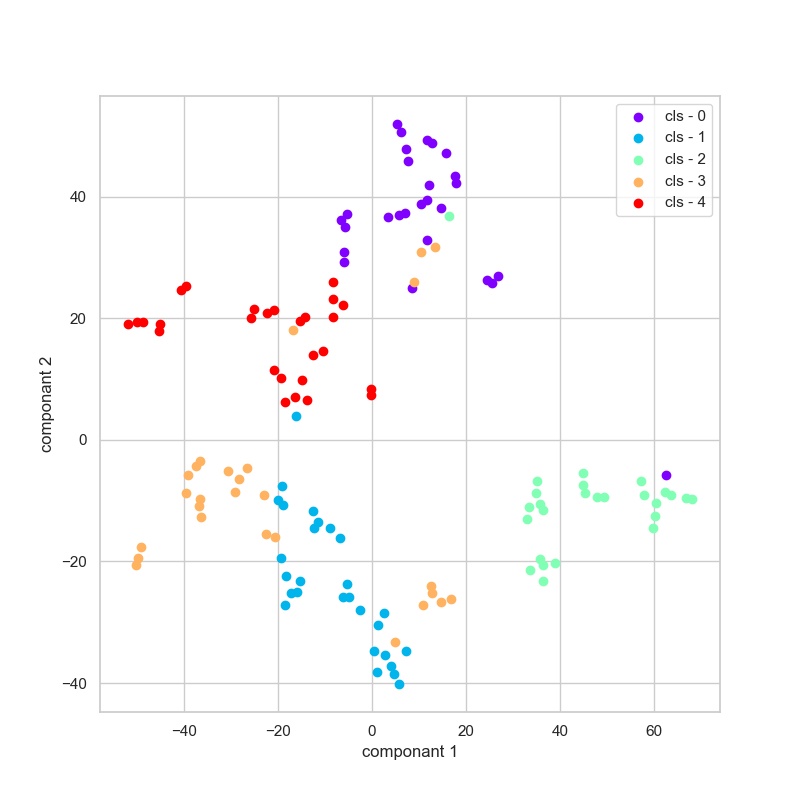 cls - 0
cls - 1
cls - 2
cls - 3
cls - 4
40
20
0
−20
−40
componant 2
−40 −20 0 20 40 60
componant 1